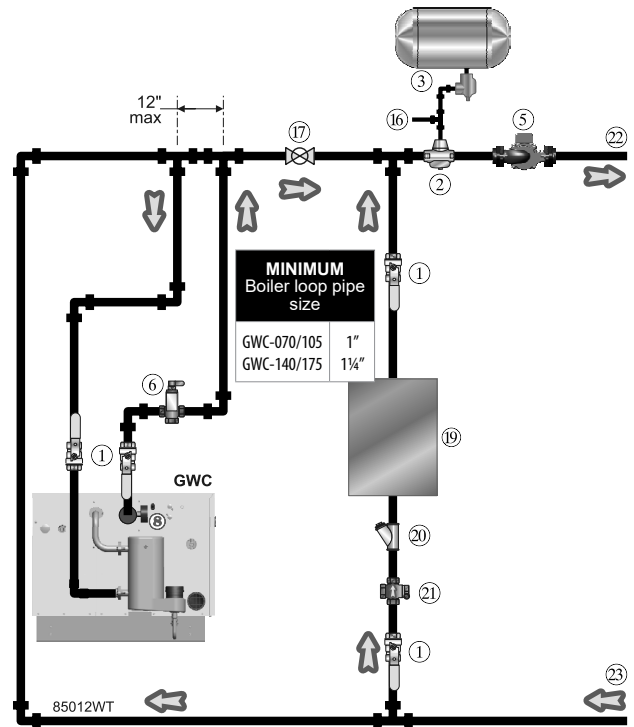 3
12"
max
16
17
5
22
2
MINIMUM
Boiler loop pipe
size
GWC-070/105 1"
GWC-140/175 1¼"
1
6
19
1
GWC
8
20
21
1
23
85012WT